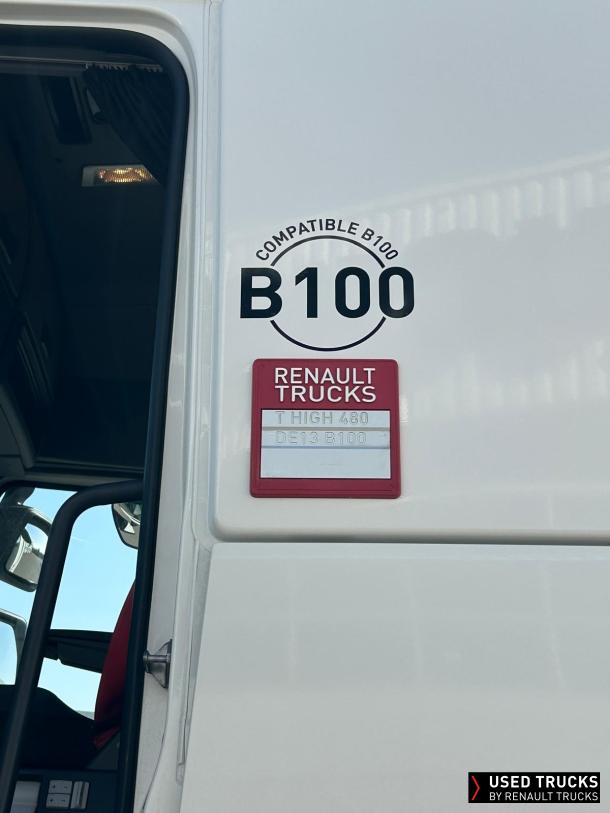 COMPATIBLE B100
B100
RENAULT
TRUCKS
T HIGH 480
DE13 B100
USED TRUCKS
BY RENAULT TRUCKS